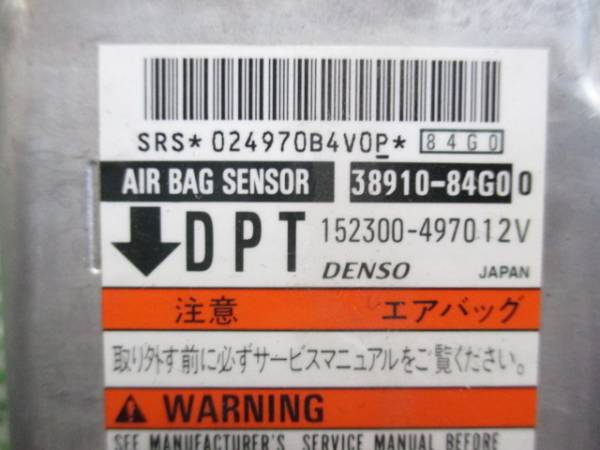 SRS*024970B4V0P* 84G0
AIR BAG SENSOR 38910-84G00
DPT 152300-4970 12V
DENSO JAPAN
注意 エアバッグ
取り外す前に必ずサービスマニュアルをご覧ください。
WARNING
SEE MANUFACTURER'S SERVICE MANUAL BEFORE